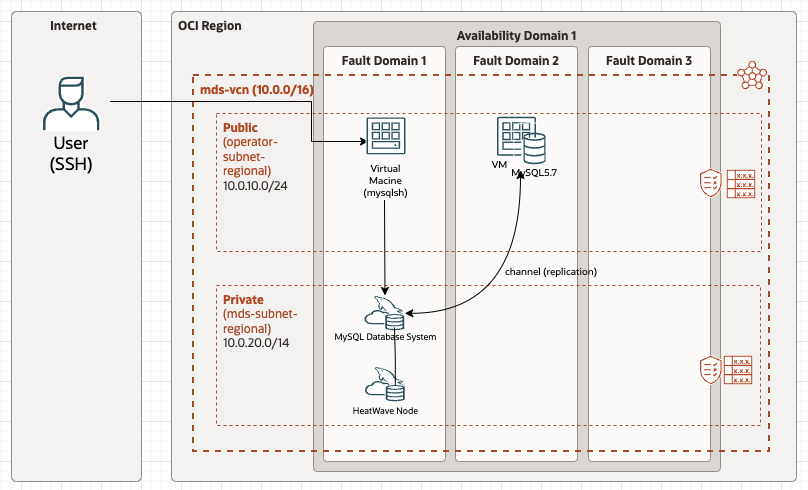 Internet
User
(SSH)
OCI Region
Availability Domain 1
Fault Domain 1
Fault Domain 2
Fault Domain 3
mds-vcn (10.0.0/16)
Public
(operator-
subnet-
regional)
10.0.10.0/24
Virtual
Macine
(mysqlsh)
VM
MySQL5.7
X.X.X.
X.X.X.
X.X.X.
channel (replication)
Private
(mds-subnet-
regional)
10.0.20.0/14
MySQL Database System
HeatWave Node
X.X.X.
X.X.X.
X.X.X.